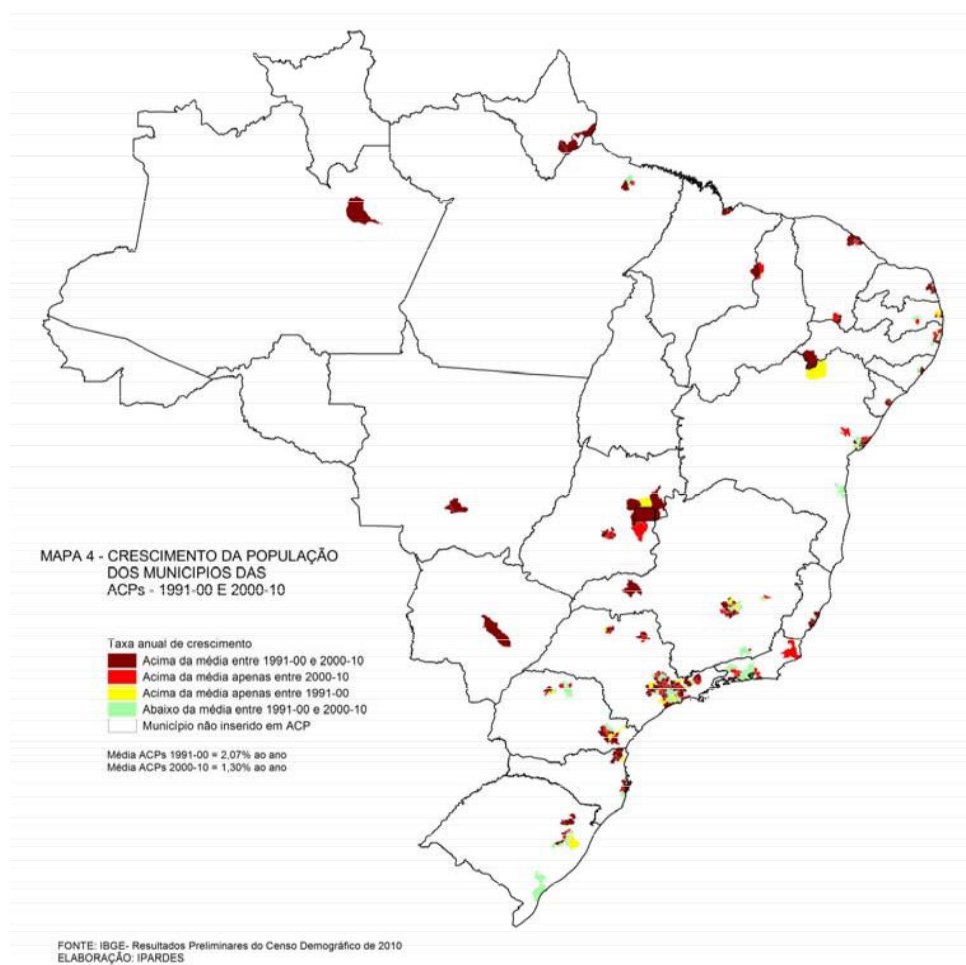 MAPA 4 - CRESCIMENTO DA POPULAÇÃO
DOS MUNICIPIOS DAS
ACPs - 1991-00 E 2000-10
Taxa anual de crescimento
Acima da média entre 1991-00 e 2000-10
Acima da média apenas entre 2000-10
Acima da média apenas entre 1991-00
Abaixo da média entre 1991-00 e 2000-10
Município não inserido em ACP
Média ACPs 1991-00 = 2,07% ao ano
Média ACPs 2000-10 = 1,30% ao ano
FONTE: IBGE- Resultados Preliminares do Censo Demográfico de 2010
ELABORAÇÃO: IPARDES